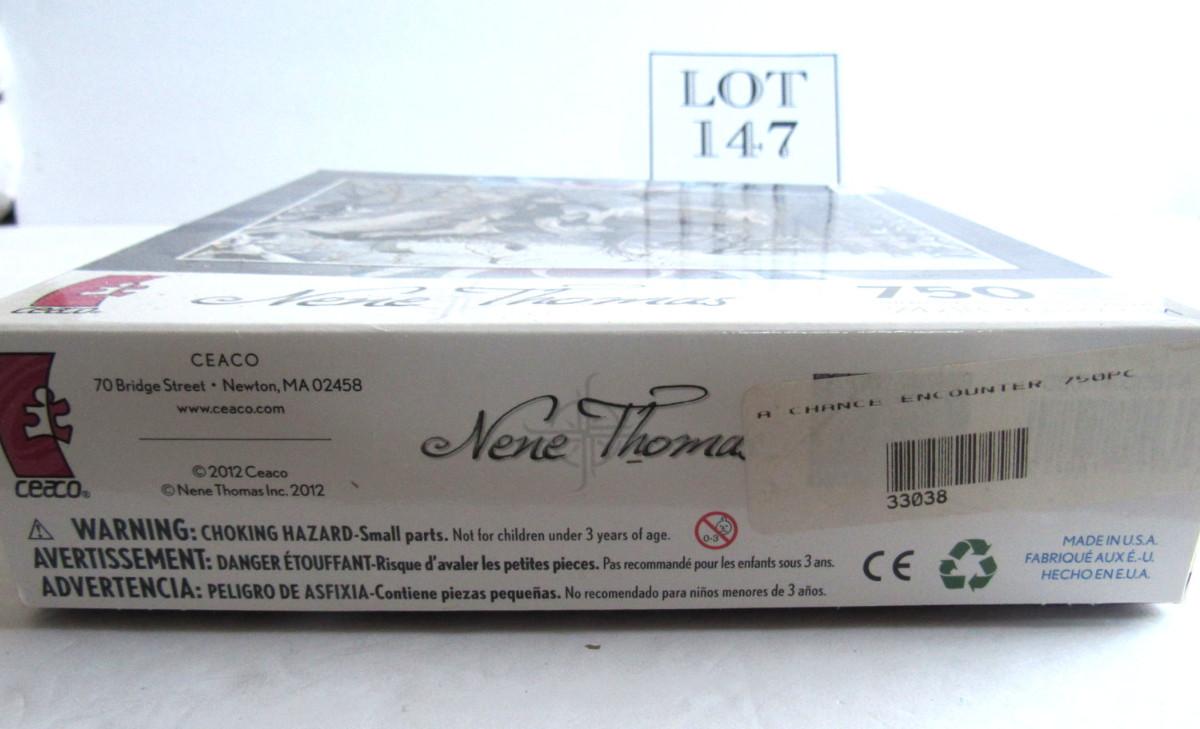 LOT
147
Nene Thomas
750
ceaco
CEACO
70 Bridge Street • Newton, MA 02458
www.ceaco.com
© 2012 Ceaco
© Nene Thomas Inc. 2012
ceaco®
Nene Thoma
A CHANCE ENCOUNTER 750PC
33038
WARNING: CHOKING HAZARD-Small parts. Not for children under 3 years of age.
0-3
AVERTISSEMENT: DANGER ÉTOUFFANT-Risque d'avaler les petites pieces. Pas recommandé pour les enfants sous 3 ans.
ADVERTENCIA: PELIGRO DE ASFIXIA-Contiene piezas pequeñas. No recomendado para niños menores de 3 años.
CE
MADE IN U.S.A.
FABRIQUÉ AUX É.-U.
HECHO EN E.U.A.